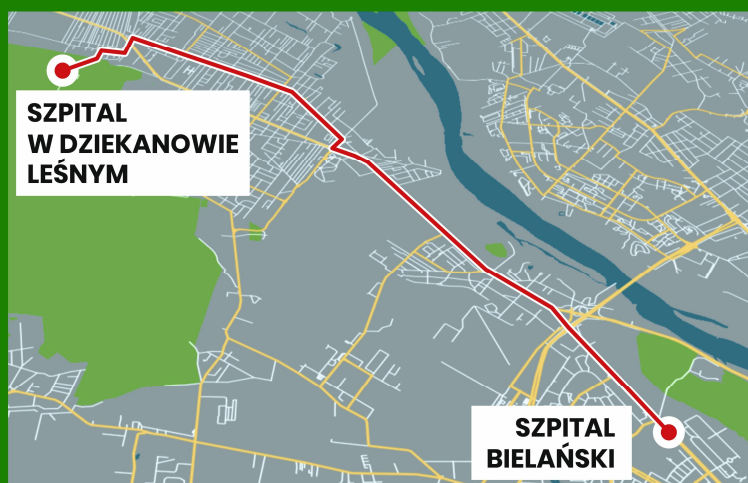 SZPITAL
W DZIEKANOWIE
LEŚNYM
SZPITAL
BIELAŃSKI